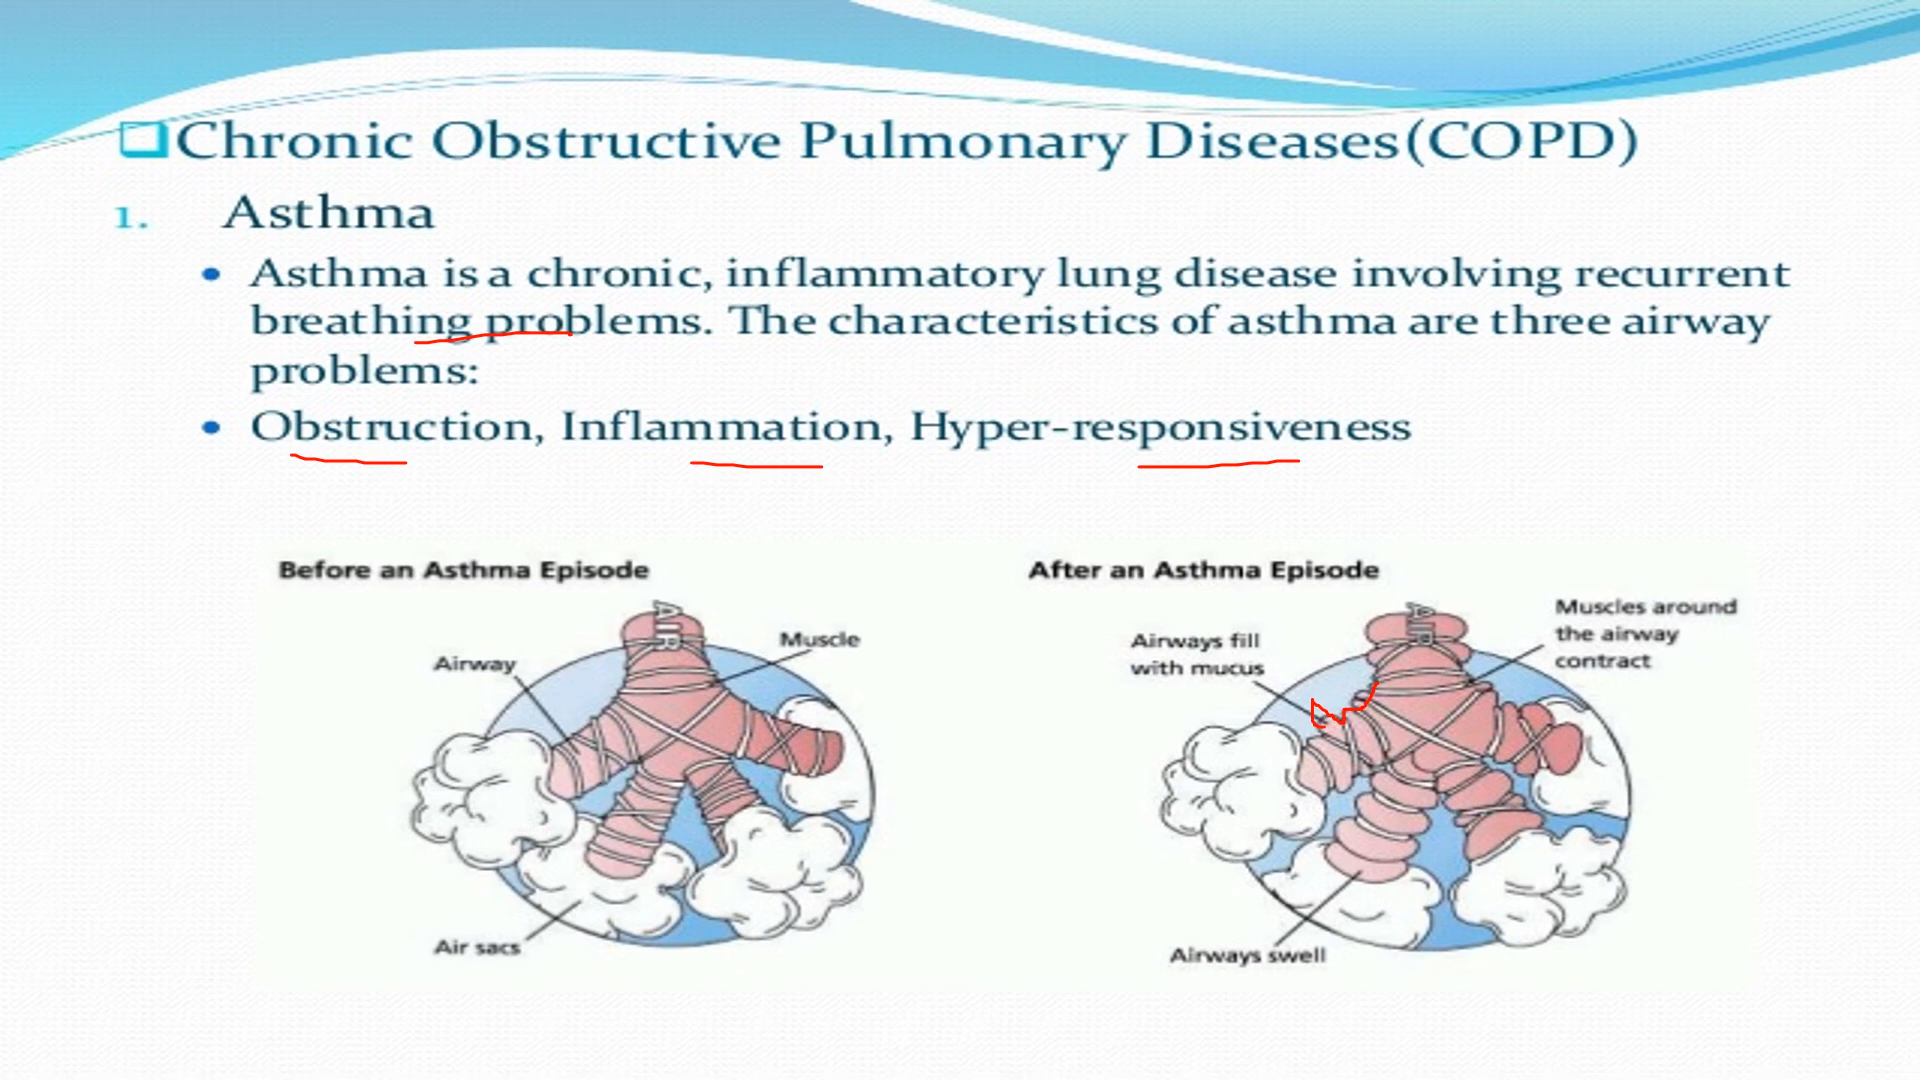 Chronic Obstructive Pulmonary Diseases(COPD)
1. Asthma
• Asthma is a chronic, inflammatory lung disease involving recurrent
breathing problems. The characteristics of asthma are three airway
problems:
• Obstruction, Inflammation, Hyper-responsiveness
Before an Asthma Episode
AIR
Muscle
Airway
Air sacs
After an Asthma Episode
AIR
Muscles around
the airway
contract
Airways fill
with mucus
Airways swell